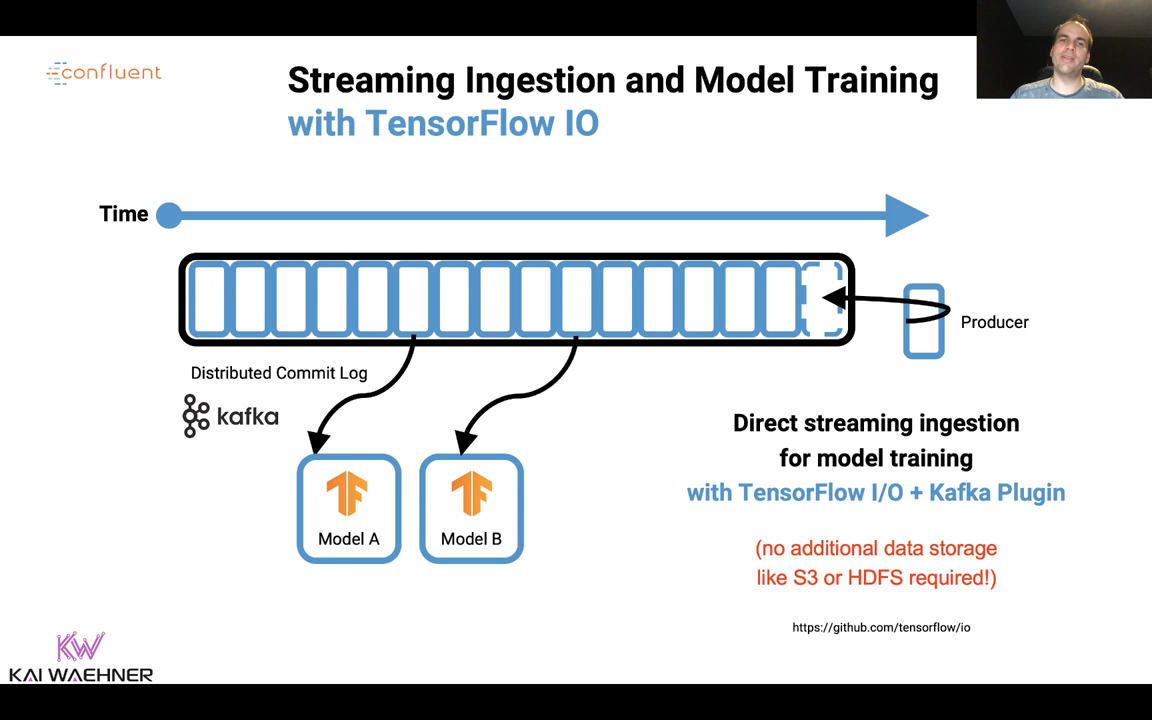 confluent
Streaming Ingestion and Model Training
with TensorFlow IO
Time
Producer
Distributed Commit Log
kafka
Model A
Model B
Direct streaming ingestion
for model training
with TensorFlow I/O + Kafka Plugin
(no additional data storage
like S3 or HDFS required!)
https://github.com/tensorflow/io
KW
KAI WAEHNER